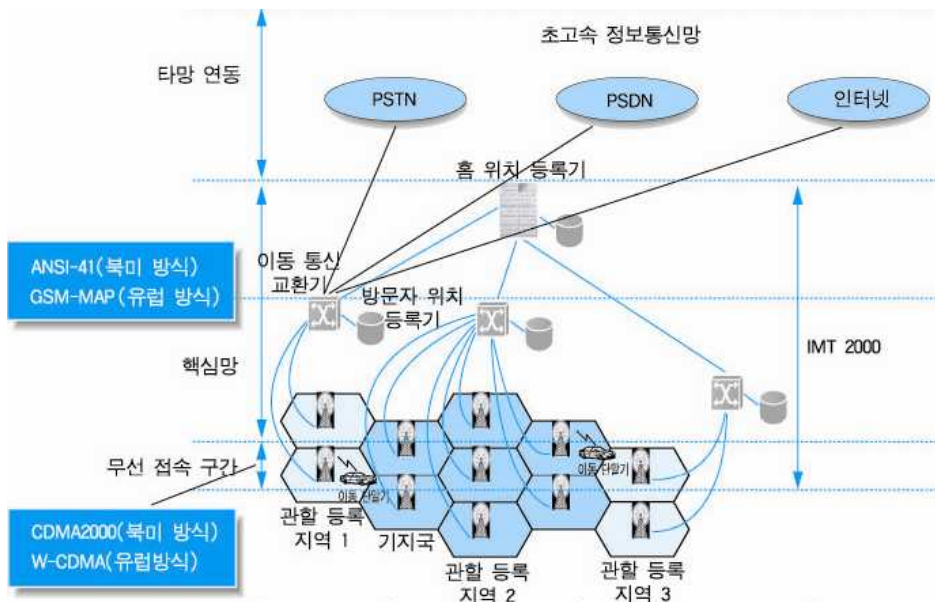 초고속 정보통신망
타망 연동
PSTN
PSDN
인터넷
홈 위치 등록기
ANSI-41(북미 방식)
GSM-MAP(유럽 방식)
이동 통신
교환기
방문자 위치
등록기
IMT 2000
핵심망
무선 접속 구간
이동 단말기
이동 단말기
CDMA2000(북미 방식)
W-CDMA(유럽방식)
관할 등록
지역 1
기지국
관할 등록
지역 2
관할 등록
지역 3